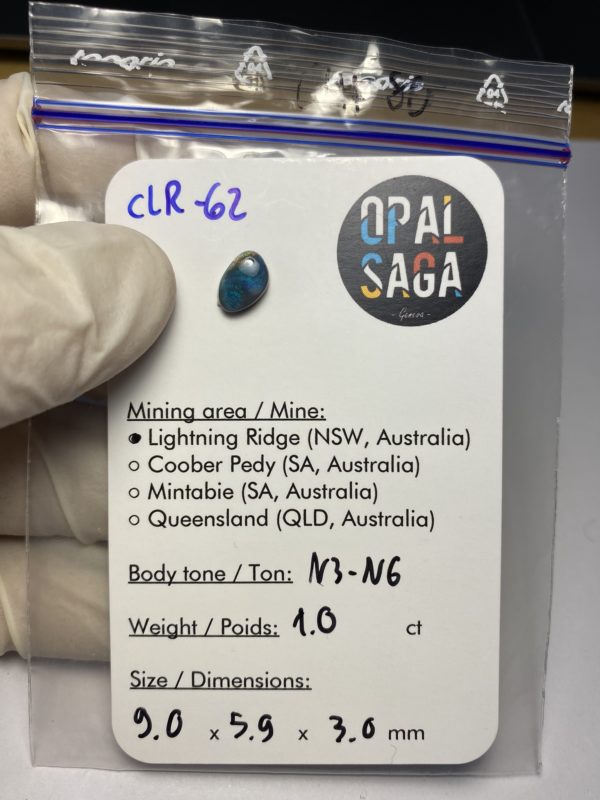 cLR-62
OPAL
SAGA
- Genève -
Mining area / Mine:
Lightning Ridge (NSW, Australia)
Coober Pedy (SA, Australia)
Mintabie (SA, Australia)
Queensland (QLD, Australia)
Body tone / Ton: N3-N6
Weight / Poids: 1.0 ct
Size / Dimensions:
9.0 x 5.9 x 3.0 mm